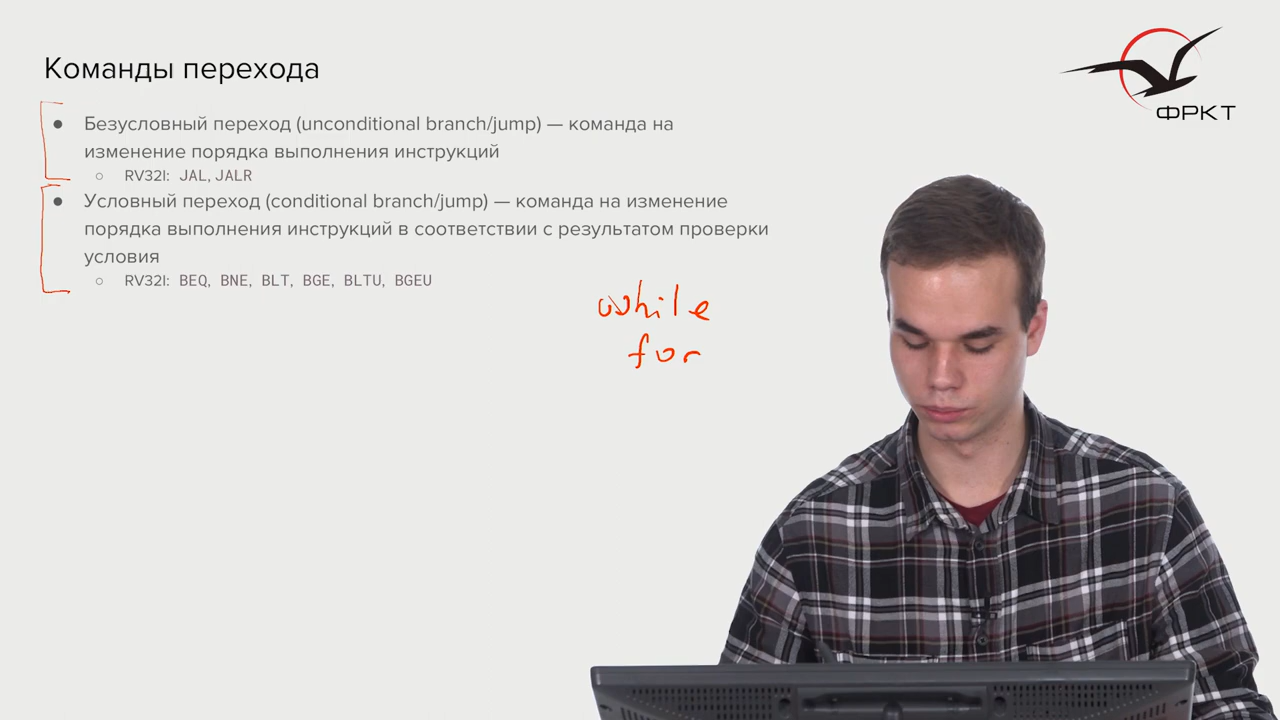 Команды перехода
ФРКТ
● Безусловный переход (unconditional branch/jump) — команда на
изменение порядка выполнения инструкций
○ RV32I: JAL, JALR
● Условный переход (conditional branch/jump) — команда на изменение
порядка выполнения инструкций в соответствии с результатом проверки
условия
○ RV32I: BEQ, BNE, BLT, BGE, BLTU, BGEU
while
for